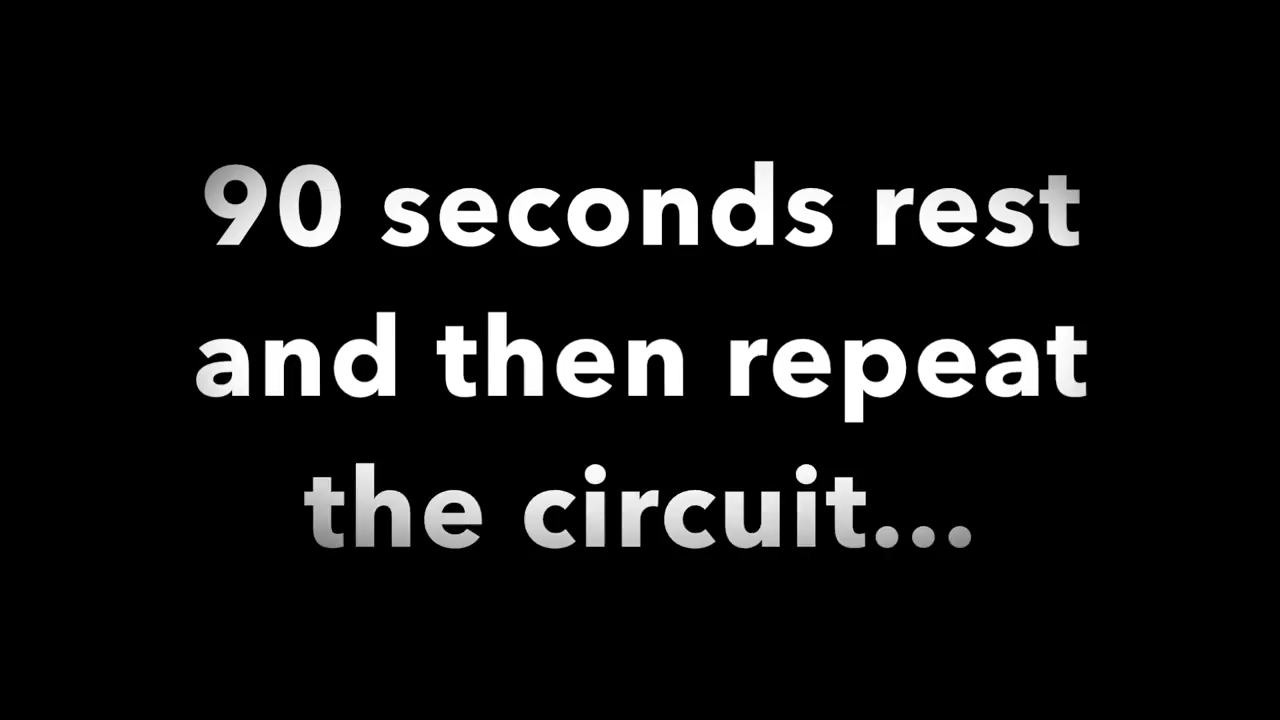 90 seconds rest
and then repeat
the circuit...